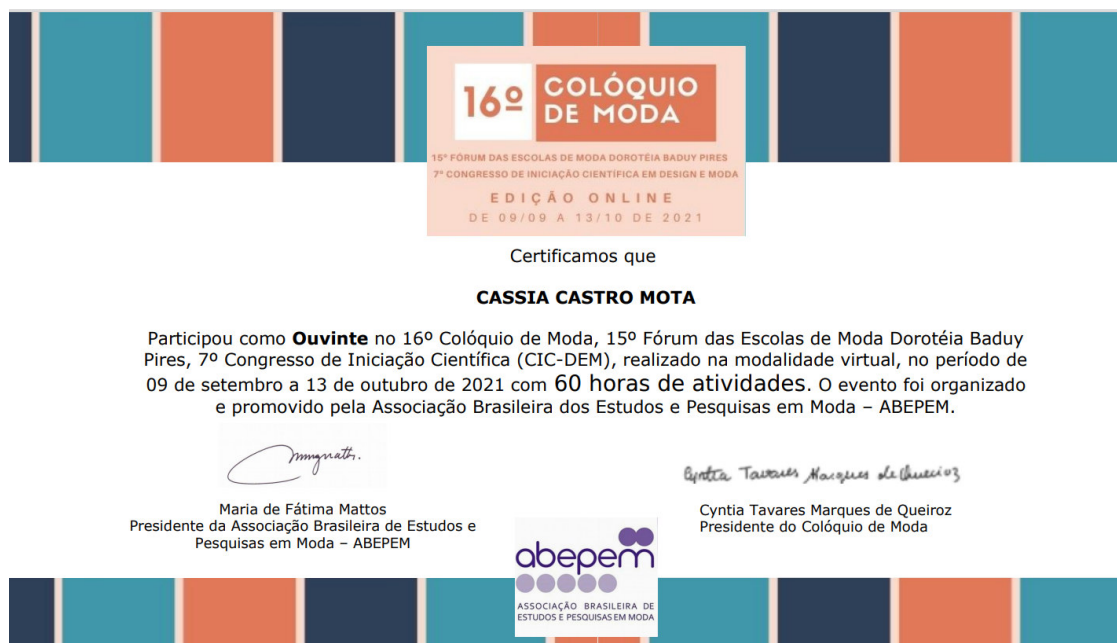 16º COLÓQUIO
DE MODA
15º FÓRUM DAS ESCOLAS DE MODA DOROTÉIA BADUY PIRES
7º CONGRESSO DE INICIAÇÃO CIENTÍFICA EM DESIGN E MODA
EDIÇÃO ONLINE
DE 09/09 A 13/10 DE 2021
Certificamos que
CASSIA CASTRO MOTA
Participou como Ouvinte no 16º Colóquio de Moda, 15º Fórum das Escolas de Moda Dorotéia Baduy
Pires, 7º Congresso de Iniciação Científica (CIC-DEM), realizado na modalidade virtual, no período de
09 de setembro a 13 de outubro de 2021 com 60 horas de atividades. O evento foi organizado
e promovido pela Associação Brasileira dos Estudos e Pesquisas em Moda – ABEPEM.
Cyntia Tavares Marques de Queiroz
Maria de Fátima Mattos
Presidente da Associação Brasileira de Estudos e
Pesquisas em Moda – ABEPEM
Cyntia Tavares Marques de Queiroz
Presidente do Colóquio de Moda
abepem
ASSOCIAÇÃO BRASILEIRA DE
ESTUDOS E PESQUISAS EM MODA